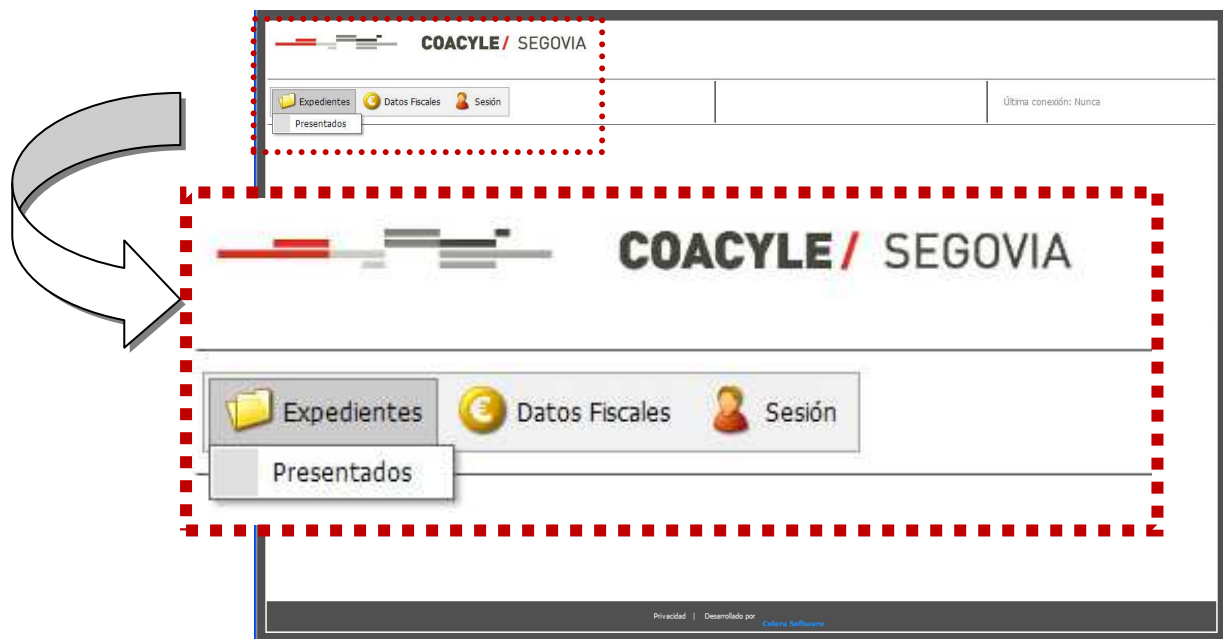 COACYLE/ SEGOVIA
Expedientes Datos Fiscales Sesión Última conexión: Nunca
Presentados
COACYLE/ SEGOVIA
Expedientes Datos Fiscales Sesión
Presentados
Privacidad | Desarrollado por Celera Software